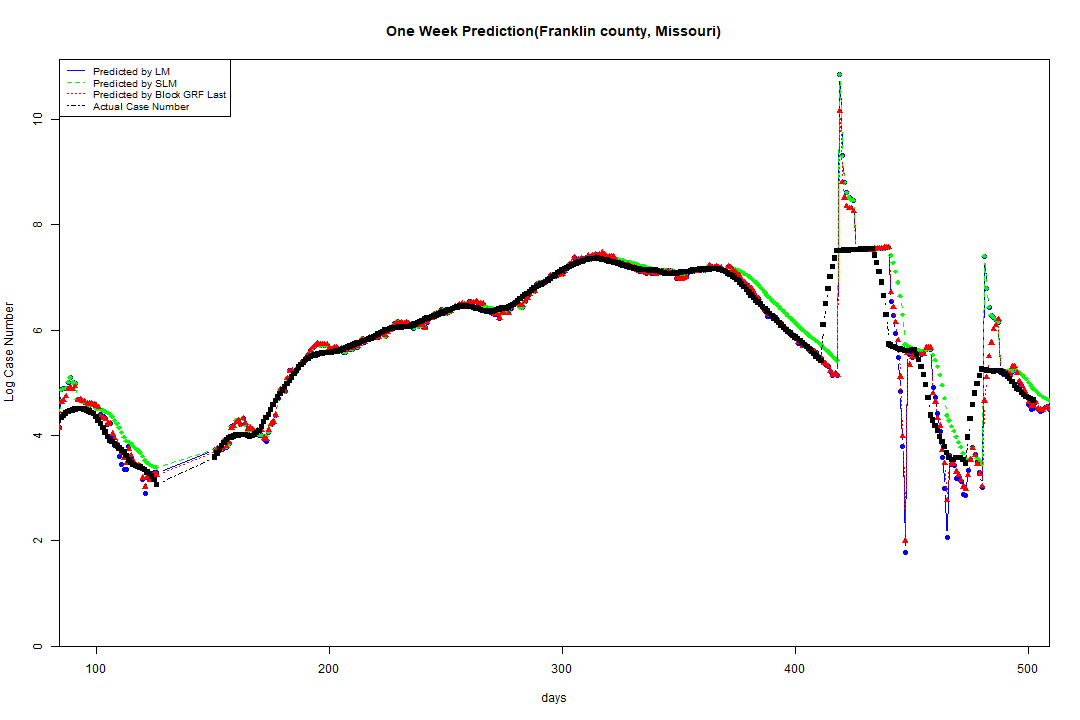 One Week Prediction(Franklin county, Missouri)
Predicted by LM
Predicted by SLM
Predicted by Block GRF Last
Actual Case Number
Log Case Number
10
8
6
4
2
0
100 200 300 400 500
days